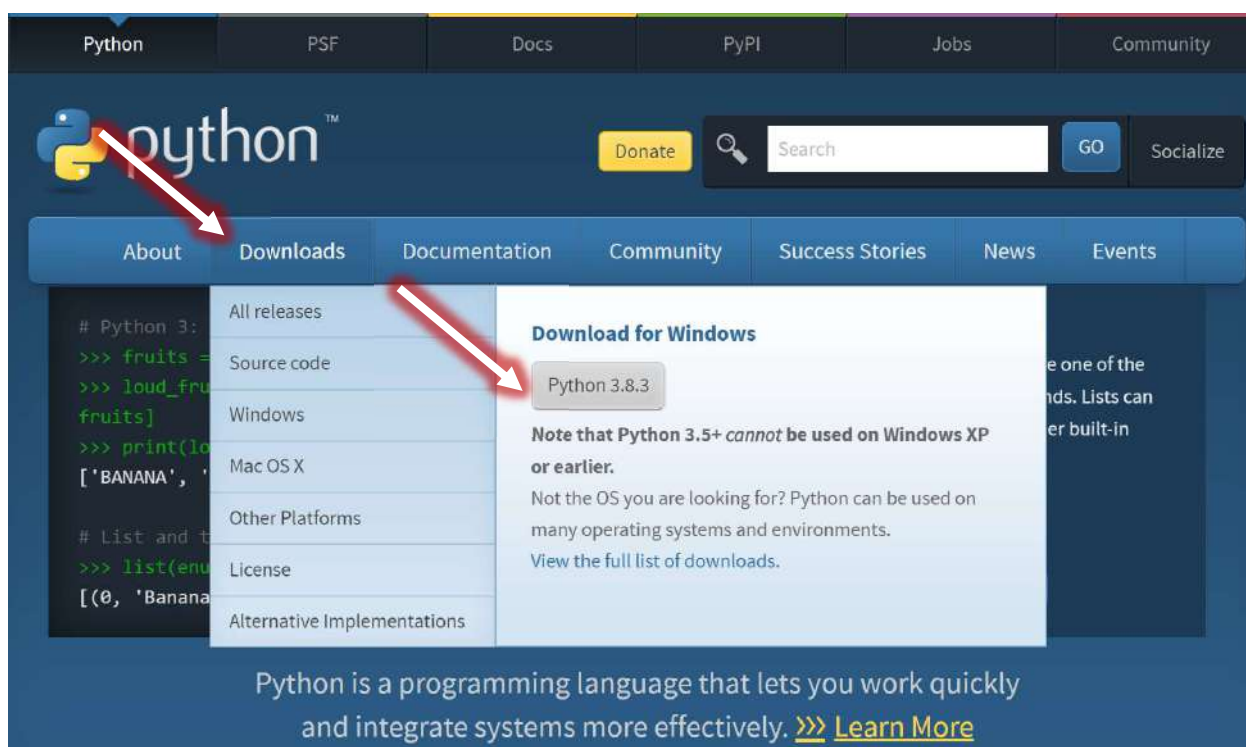 Python PSF Docs PyPI Jobs Community
python™
Donate Search GO Socialize
About Downloads Documentation Community Success Stories News Events
All releases
Source code
Windows
Mac OS X
Other Platforms
License
Alternative Implementations
Download for Windows
Python 3.8.3
Note that Python 3.5+ cannot be used on Windows XP
or earlier.
Not the OS you are looking for? Python can be used on
many operating systems and environments.
View the full list of downloads.
# Python 3:
>>> fruits =
>>> loud_fru
fruits]
>>> print(lo
['BANANA', '
# List and t
>>> list(enu
[(0, 'Banana
e one of the
ds. Lists can
er built-in
Python is a programming language that lets you work quickly
and integrate systems more effectively. >>> Learn More